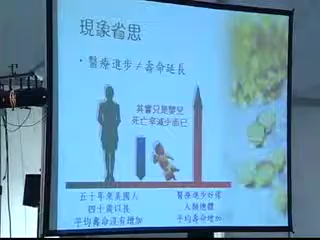 現象省思
• 醫療進步≠壽命延長
其實只是嬰兒
死亡率減少而已
五十年來美國人
四十歲以長
平均壽命沒有增加
醫療進步好像
人類總體
平均壽命增加